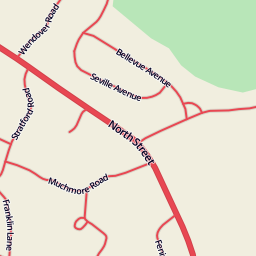 Wendover Road
Bellevue Avenue
Seville Avenue
Stratford Road
North Street
Muchmore Road
Franklin Lane